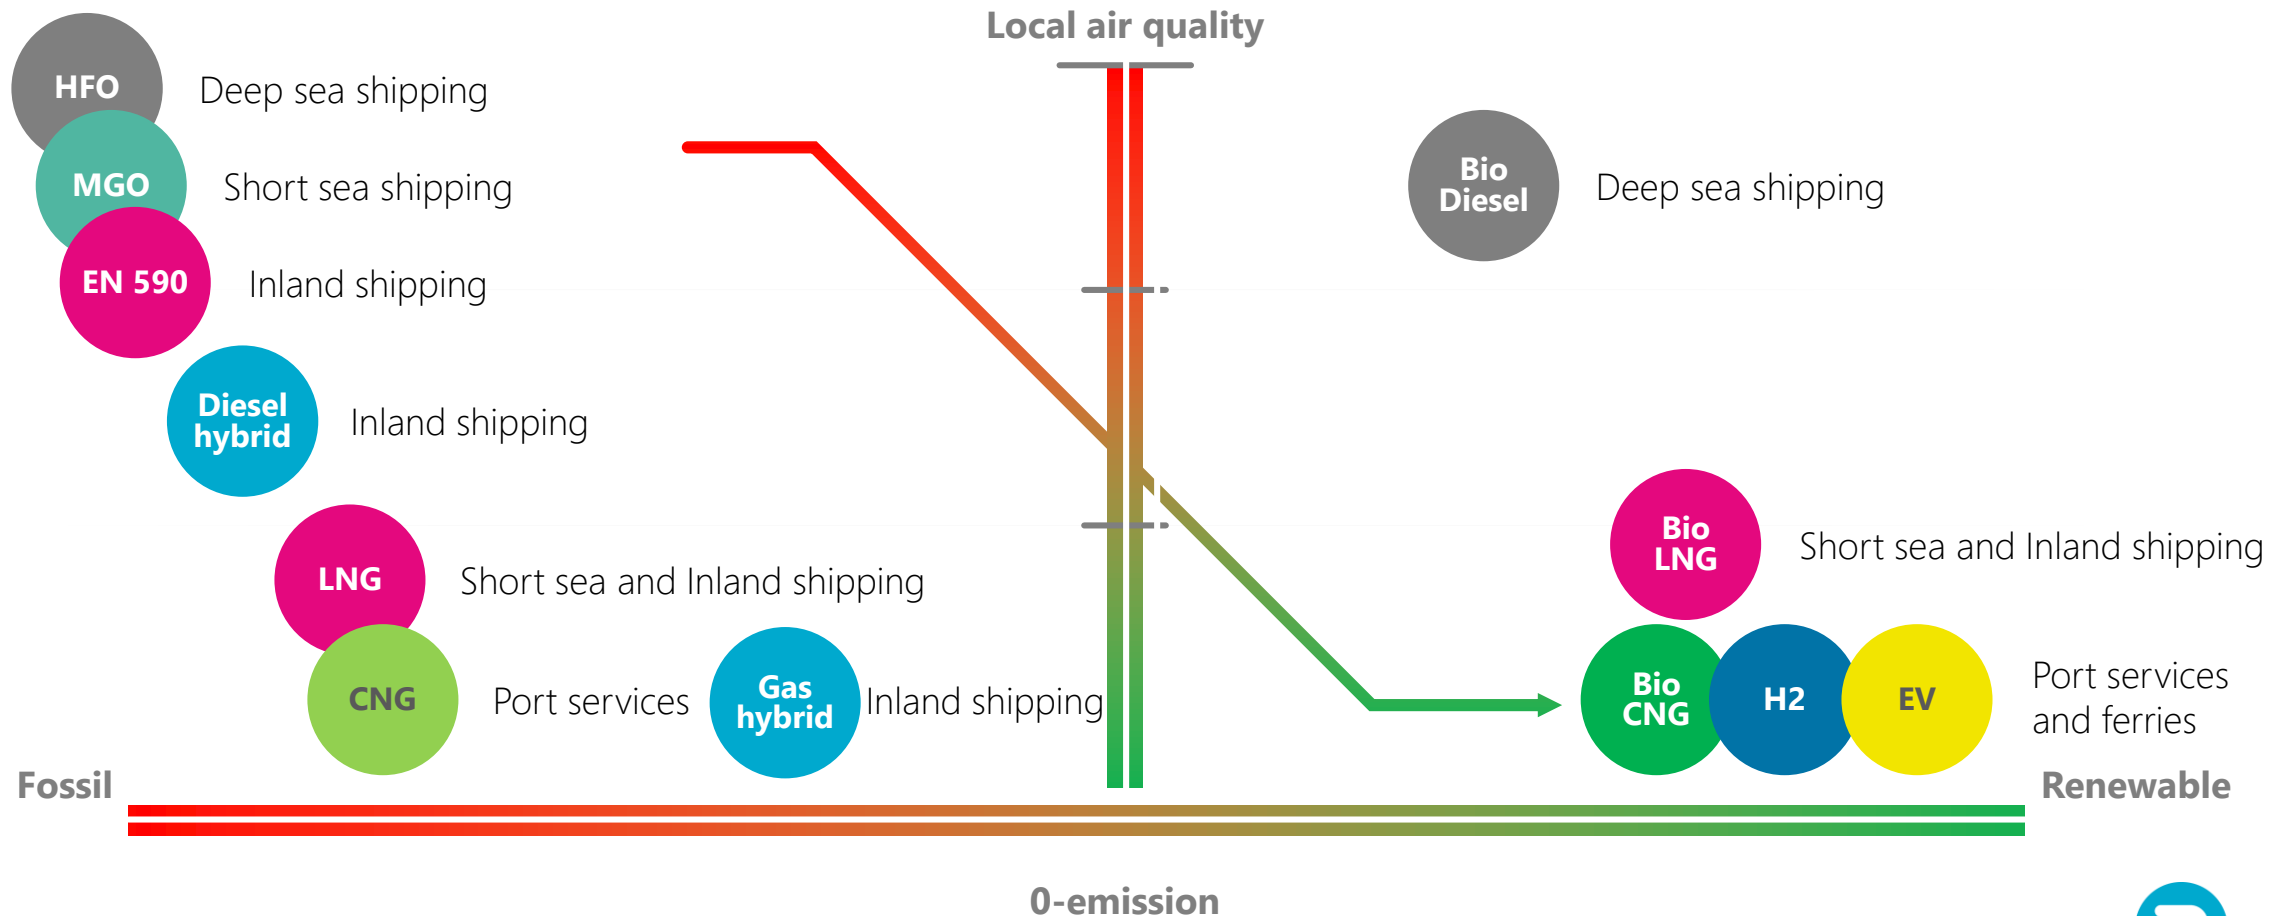 Local air quality
HFO
Deep sea shipping
MGO
Short sea shipping
EN 590
Inland shipping
Diesel
hybrid
Inland shipping
LNG
Short sea and Inland shipping
CNG
Port services
Gas
hybrid
Inland shipping
Bio
Diesel
Deep sea shipping
Bio
LNG
Short sea and Inland shipping
Bio
CNG
H2
EV
Port services
and ferries
Fossil
Renewable
0-emission